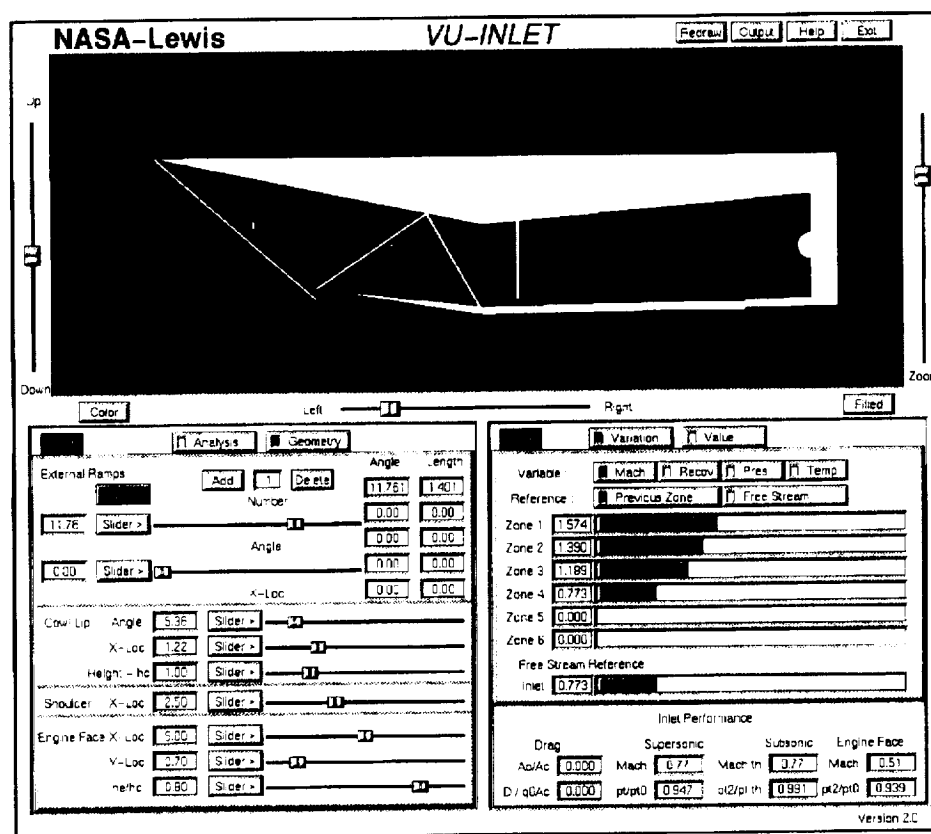 NASA-Lewis
VU-INLET
Redraw Output Help Exit
Up
Down
Zoom
Color
Left
Right
Filled
Analysis Geometry
External Ramps
Add 1 Delete
Number
Angle Length
11.761 1.401
0.00 0.00
0.00 0.00
0.00 0.00
0.00 0.00
11.76 Slider >
Angle
0.00 Slider >
X-Loc
Cowl Lip Angle 5.36 Slider >
X-Loc 1.22 Slider >
Height - hc 1.00 Slider >
Shoulder X-Loc 2.50 Slider >
Engine Face X-Loc 5.00 Slider >
Y-Loc 0.70 Slider >
he/hc 0.80 Slider >
Variation Value
Variable : Mach Recov Pres Temp
Reference : Previous Zone Free Stream
Zone 1 1.574
Zone 2 1.390
Zone 3 1.189
Zone 4 0.773
Zone 5 0.000
Zone 6 0.000
Free Stream Reference
Inlet 0.773
Inlet Performance
Drag Supersonic Subsonic Engine Face
Ao/Ac 0.000 Mach 0.77 Mach th 0.77 Mach 0.51
D / q0Ac 0.000 pt/pt0 0.947 pt2/pt th 0.991 pt2/pt0 0.939
Version 2.0